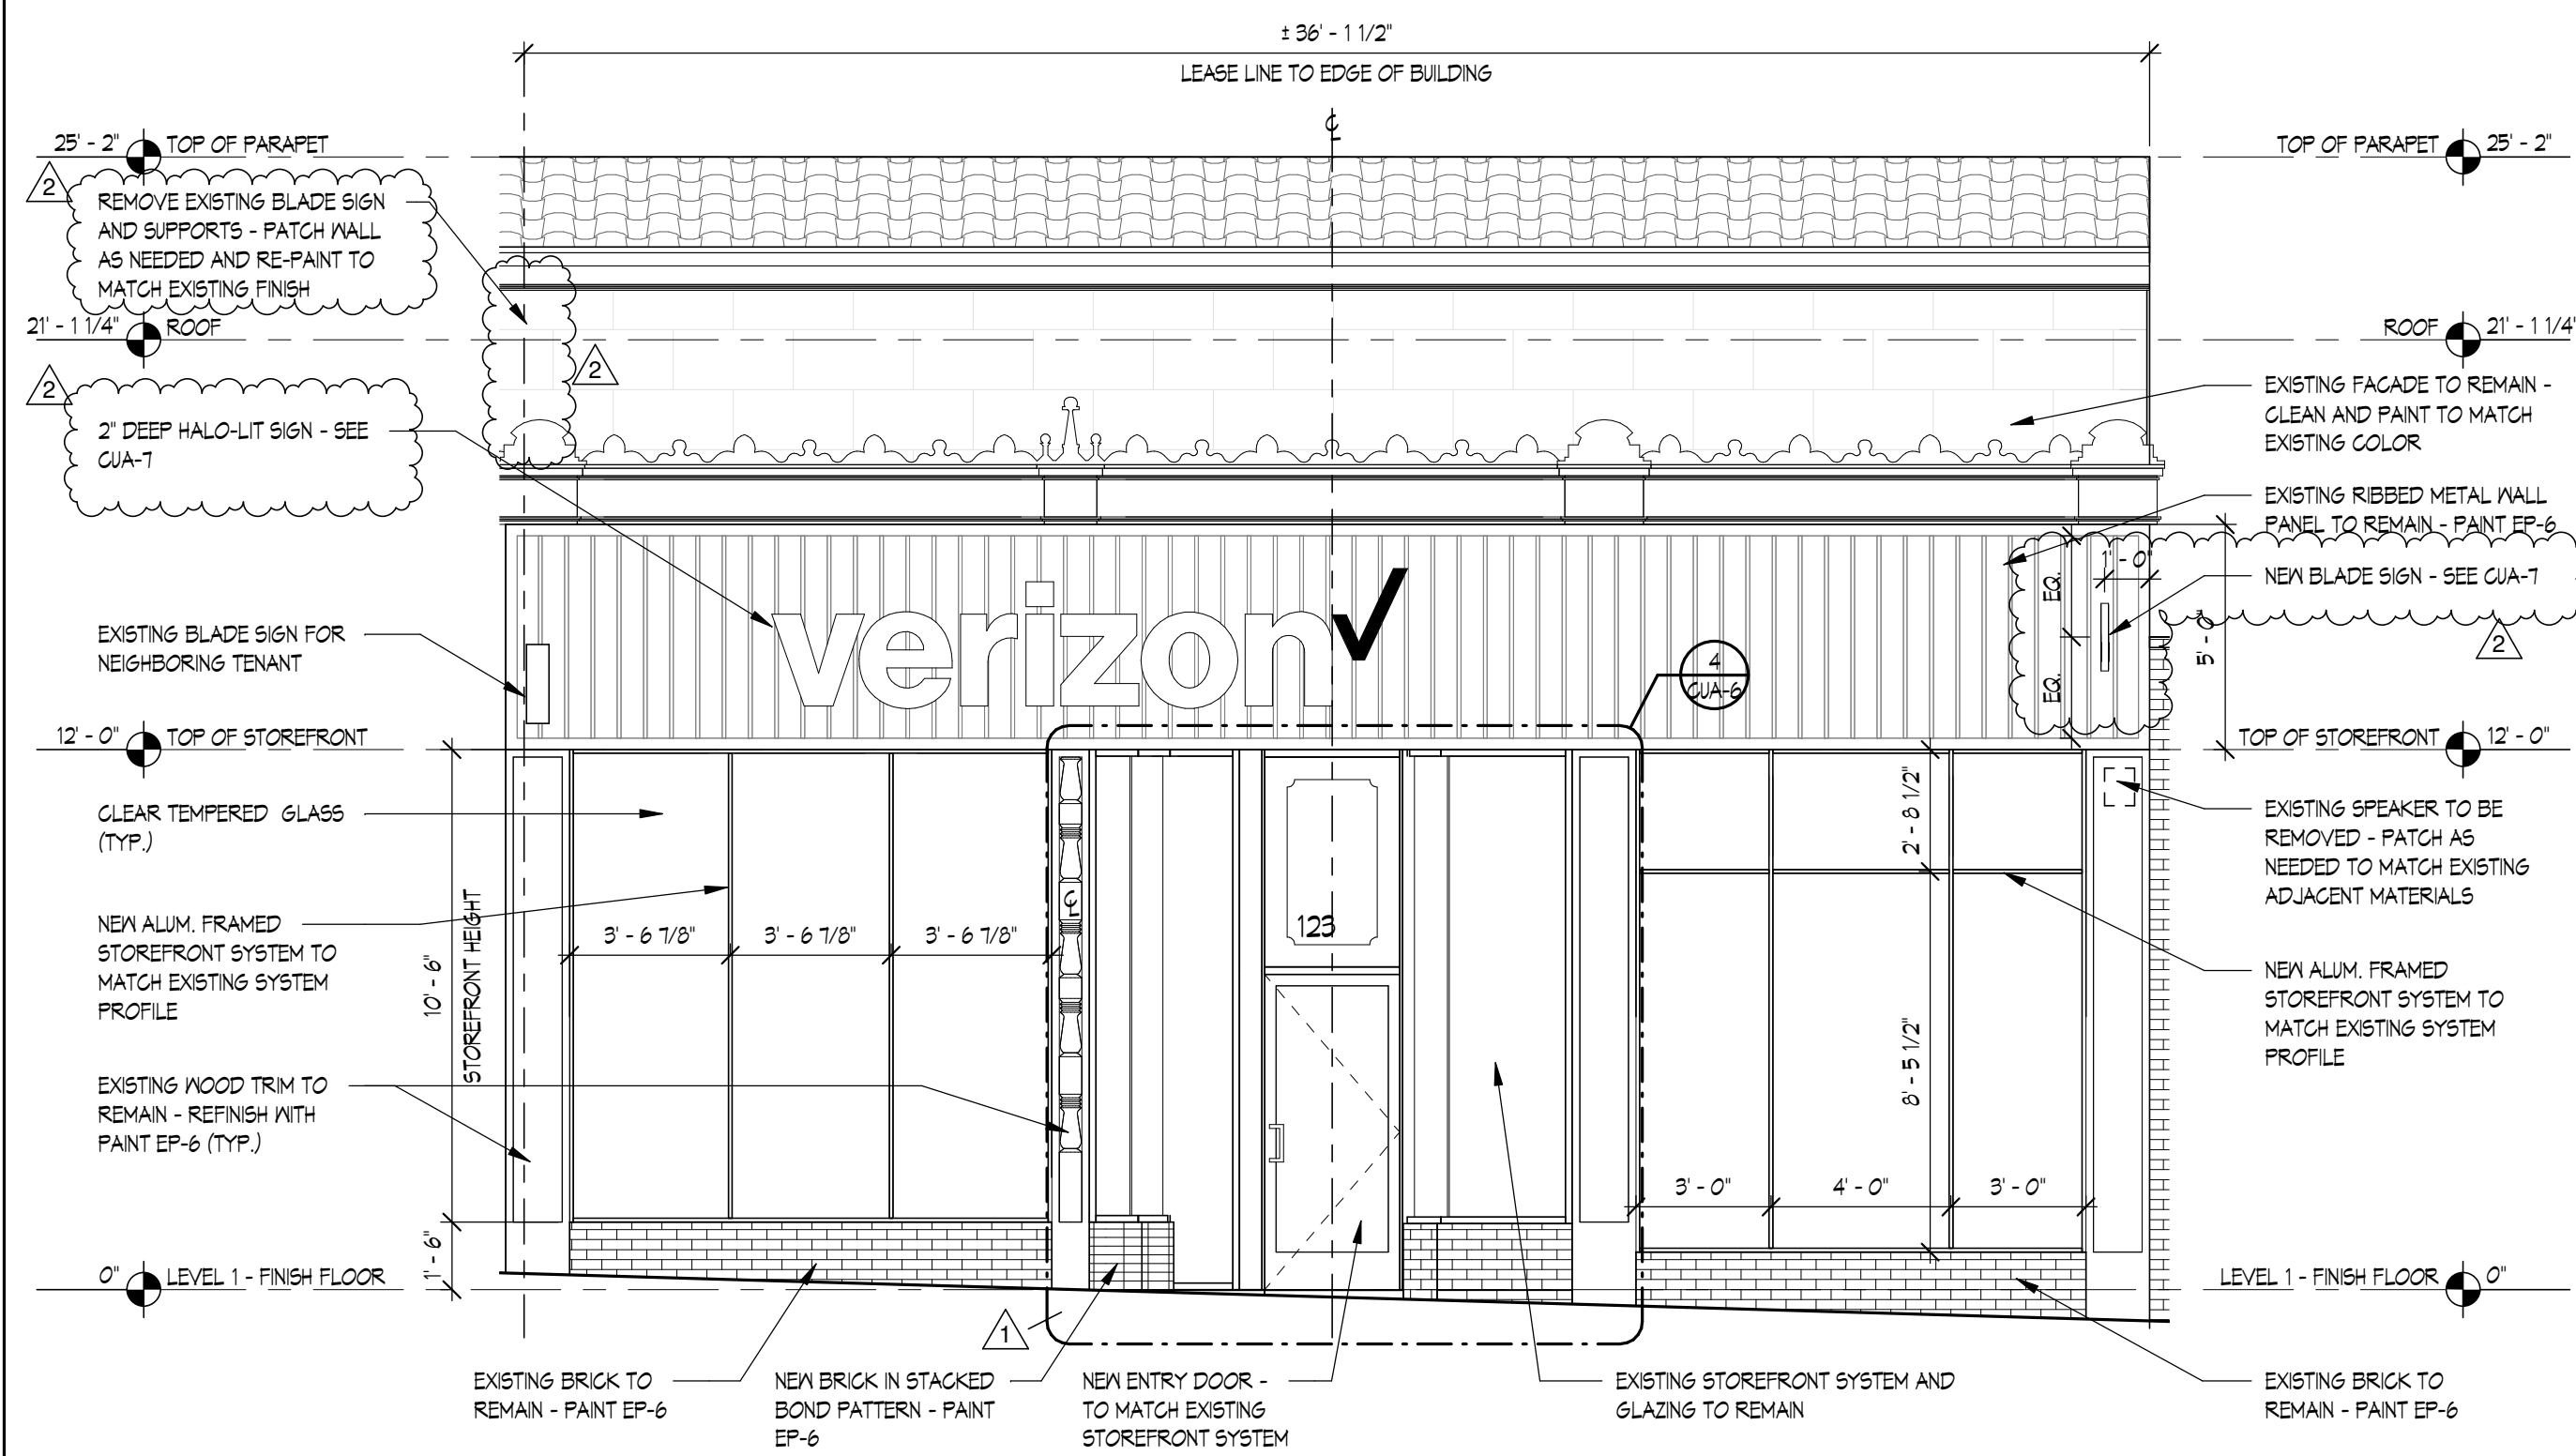 ± 36' - 1 1/2"
LEASE LINE TO EDGE OF BUILDING
℄
25' - 2"
TOP OF PARAPET
2
REMOVE EXISTING BLADE SIGN
AND SUPPORTS - PATCH WALL
AS NEEDED AND RE-PAINT TO
MATCH EXISTING FINISH
21' - 1 1/4"
ROOF
2
2
2" DEEP HALO-LIT SIGN - SEE
CUA-7
EXISTING BLADE SIGN FOR
NEIGHBORING TENANT
12' - 0"
TOP OF STOREFRONT
CLEAR TEMPERED GLASS
(TYP.)
NEW ALUM. FRAMED
STOREFRONT SYSTEM TO
MATCH EXISTING SYSTEM
PROFILE
EXISTING WOOD TRIM TO
REMAIN - REFINISH WITH
PAINT EP-6 (TYP.)
0"
LEVEL 1 - FINISH FLOOR
10' - 6"
STOREFRONT HEIGHT
1' - 6"
verizon
4
CUA-6
3' - 6 7/8"
3' - 6 7/8"
3' - 6 7/8"
℄
123
2' - 8 1/2"
8' - 5 1/2"
3' - 0"
4' - 0"
3' - 0"
EQ.
EQ.
1' - 0"
5' - 0"
TOP OF PARAPET
25' - 2"
ROOF
21' - 1 1/4"
EXISTING FACADE TO REMAIN -
CLEAN AND PAINT TO MATCH
EXISTING COLOR
EXISTING RIBBED METAL WALL
PANEL TO REMAIN - PAINT EP-6
NEW BLADE SIGN - SEE CUA-7
2
TOP OF STOREFRONT
12' - 0"
EXISTING SPEAKER TO BE
REMOVED - PATCH AS
NEEDED TO MATCH EXISTING
ADJACENT MATERIALS
NEW ALUM. FRAMED
STOREFRONT SYSTEM TO
MATCH EXISTING SYSTEM
PROFILE
LEVEL 1 - FINISH FLOOR
0"
1
EXISTING BRICK TO
REMAIN - PAINT EP-6
NEW BRICK IN STACKED
BOND PATTERN - PAINT
EP-6
NEW ENTRY DOOR -
TO MATCH EXISTING
STOREFRONT SYSTEM
EXISTING STOREFRONT SYSTEM AND
GLAZING TO REMAIN
EXISTING BRICK TO
REMAIN - PAINT EP-6